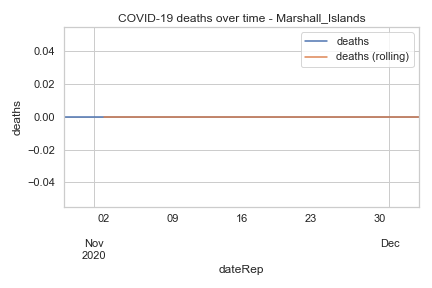 COVID-19 deaths over time - Marshall_Islands
deaths
deaths (rolling)
deaths
0.04
0.02
0.00
−0.02
−0.04
02 09 16 23 30
Nov Dec
2020
dateRep